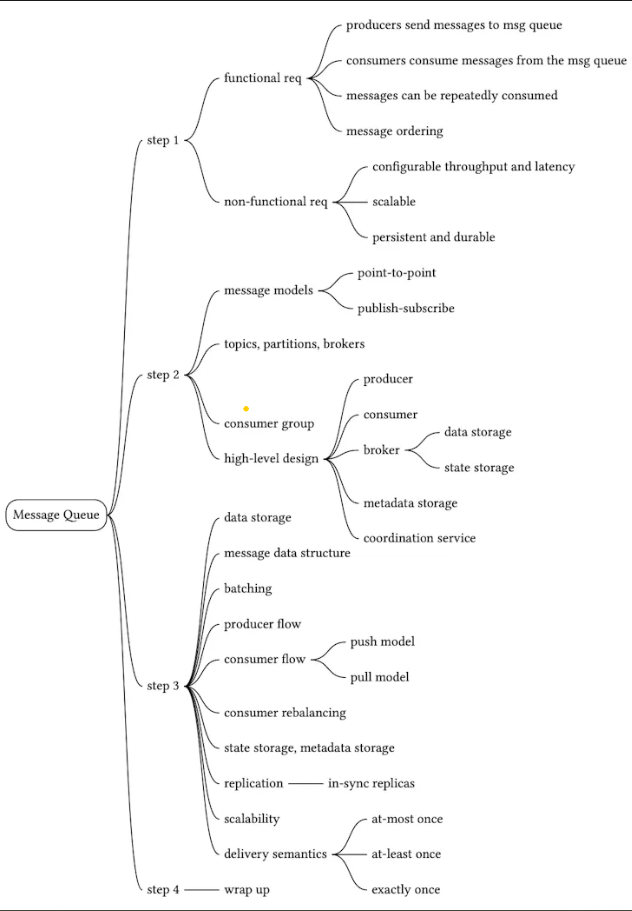 producers send messages to msg queue
consumers consume messages from the msg queue
functional req
messages can be repeatedly consumed
message ordering
step 1
configurable throughput and latency
non-functional req
scalable
persistent and durable
point-to-point
message models
publish-subscribe
topics, partitions, brokers
step 2
producer
consumer
consumer group
data storage
broker
high-level design
state storage
metadata storage
Message Queue
coordination service
data storage
message data structure
batching
producer flow
push model
consumer flow
pull model
step 3
consumer rebalancing
state storage, metadata storage
replication
in-sync replicas
scalability
at-most once
delivery semantics
at-least once
exactly once
step 4
wrap up